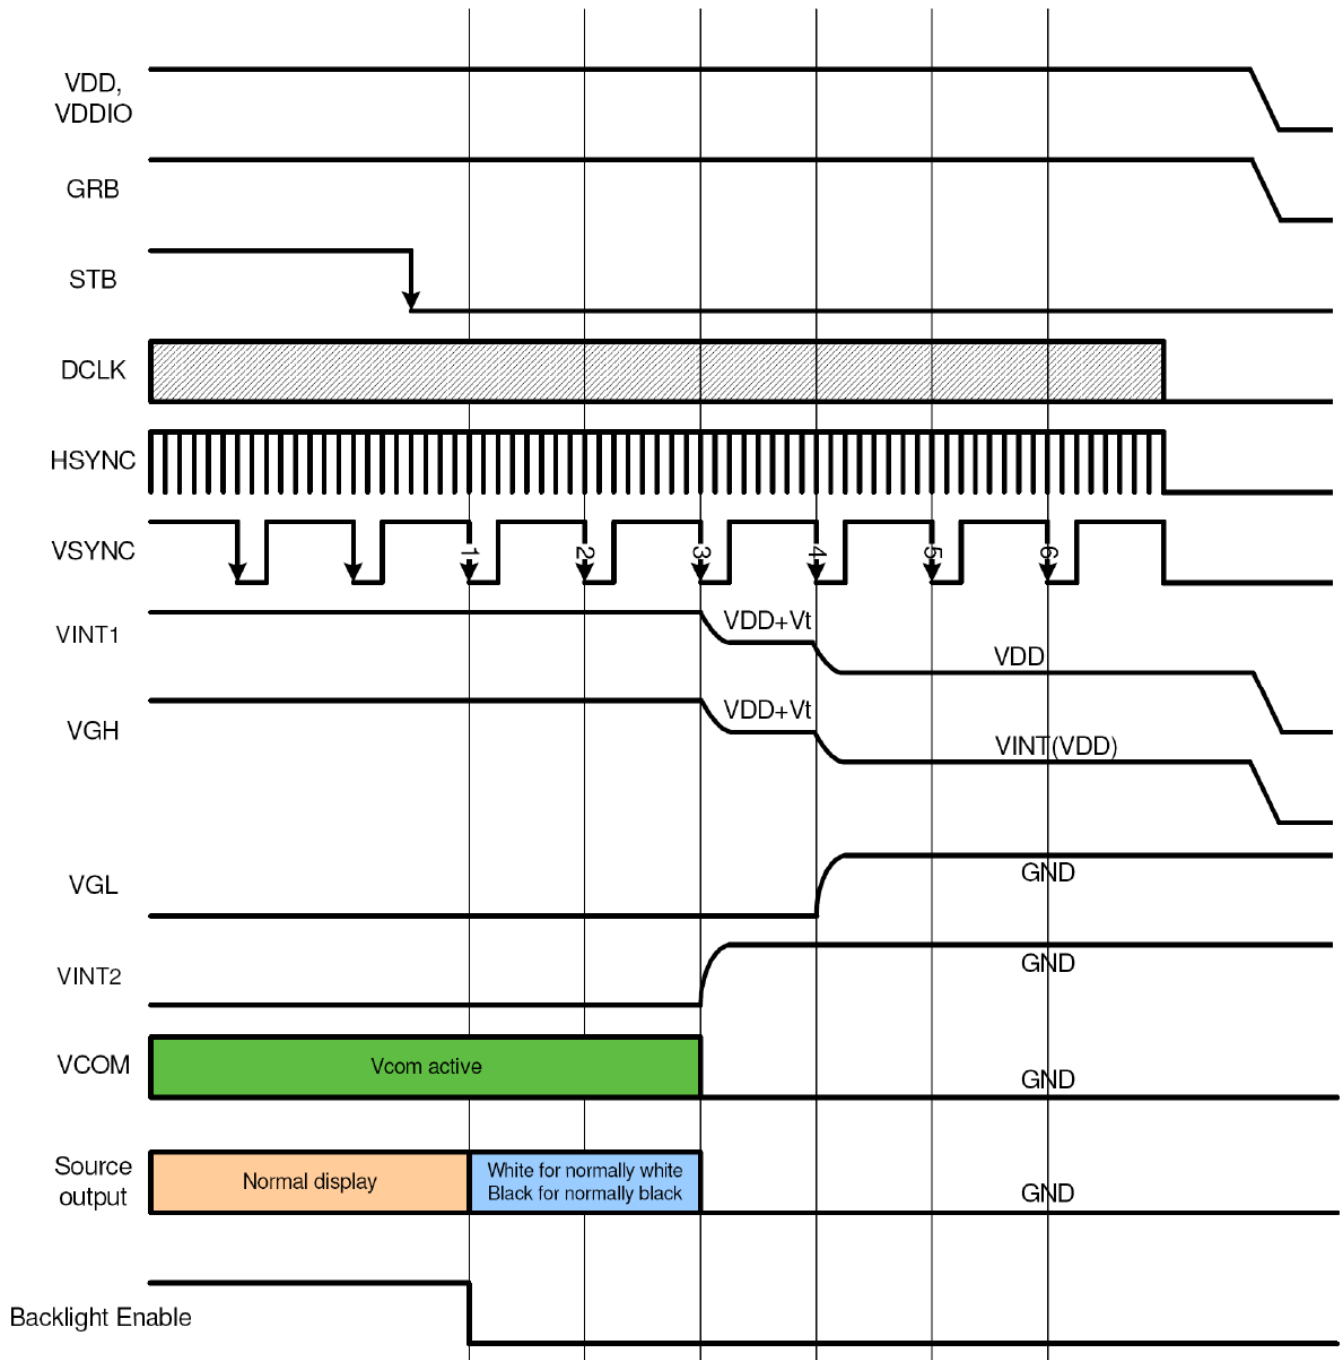 VDD,
VDDIO
GRB
STB
DCLK
HSYNC
VSYNC
1 2 3 4 5 6
VINT1
VDD+Vt
VDD
VGH
VDD+Vt
VINT(VDD)
VGL
GND
VINT2
GND
VCOM
Vcom active
GND
Source
output
Normal display
White for normally white
Black for normally black
GND
Backlight Enable